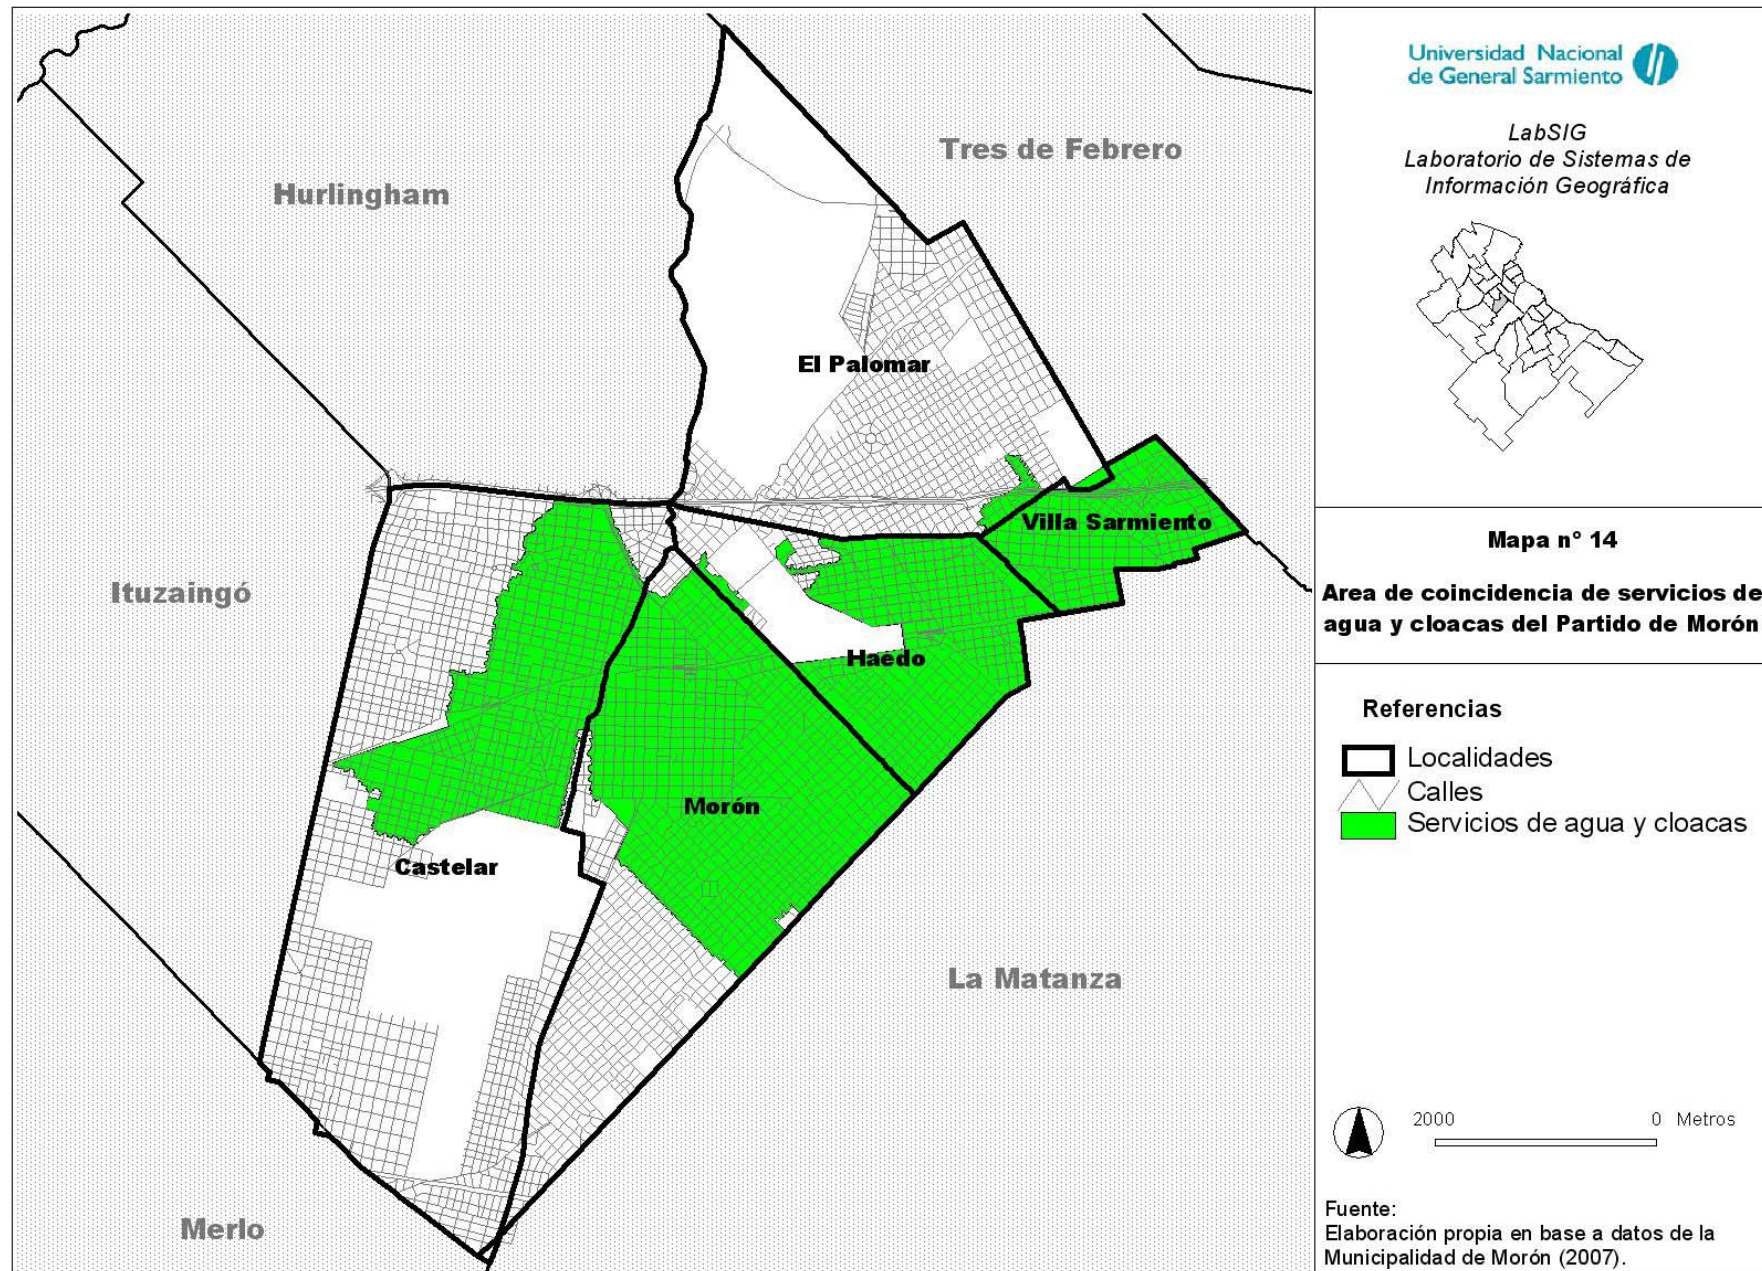 Universidad Nacional
de General Sarmiento
LabSIG
Laboratorio de Sistemas de
Información Geográfica
Mapa n° 14
Area de coincidencia de servicios de
agua y cloacas del Partido de Morón
Referencias
Localidades
Calles
Servicios de agua y cloacas
2000 0 Metros
Fuente:
Elaboración propia en base a datos de la
Municipalidad de Morón (2007).
Tres de Febrero
Hurlingham
El Palomar
Villa Sarmiento
Ituzaingó
Haedo
Morón
Castelar
La Matanza
Merlo